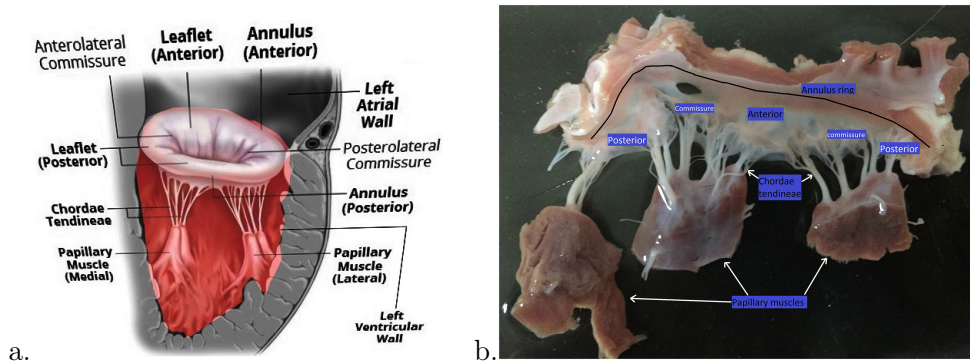 Anterolateral
Commissure
Leaflet
(Anterior)
Annulus
(Anterior)
Left
Atrial
Wall
Leaflet
(Posterior)
Posterolateral
Commissure
Annulus
(Posterior)
Chordae
Tendineae
Papillary
Muscle
(Medial)
Papillary
Muscle
(Lateral)
Left
Ventricular
Wall
a.
Annulus ring
Commissure
Anterior
Posterior
commissure
Posterior
Chordae
tendineae
Papillary muscles
b.